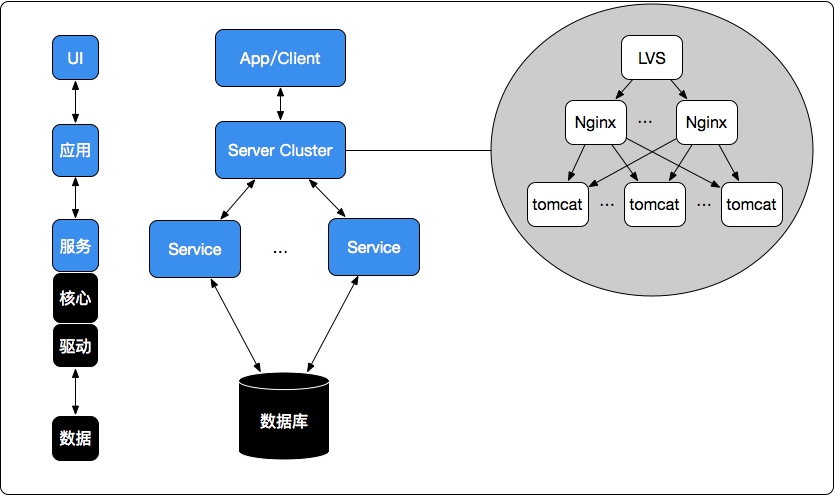 UI
应用
服务
核心
驱动
数据
App/Client
Server Cluster
Service
...
Service
数据库
LVS
Nginx
...
Nginx
tomcat
...
tomcat
...
tomcat